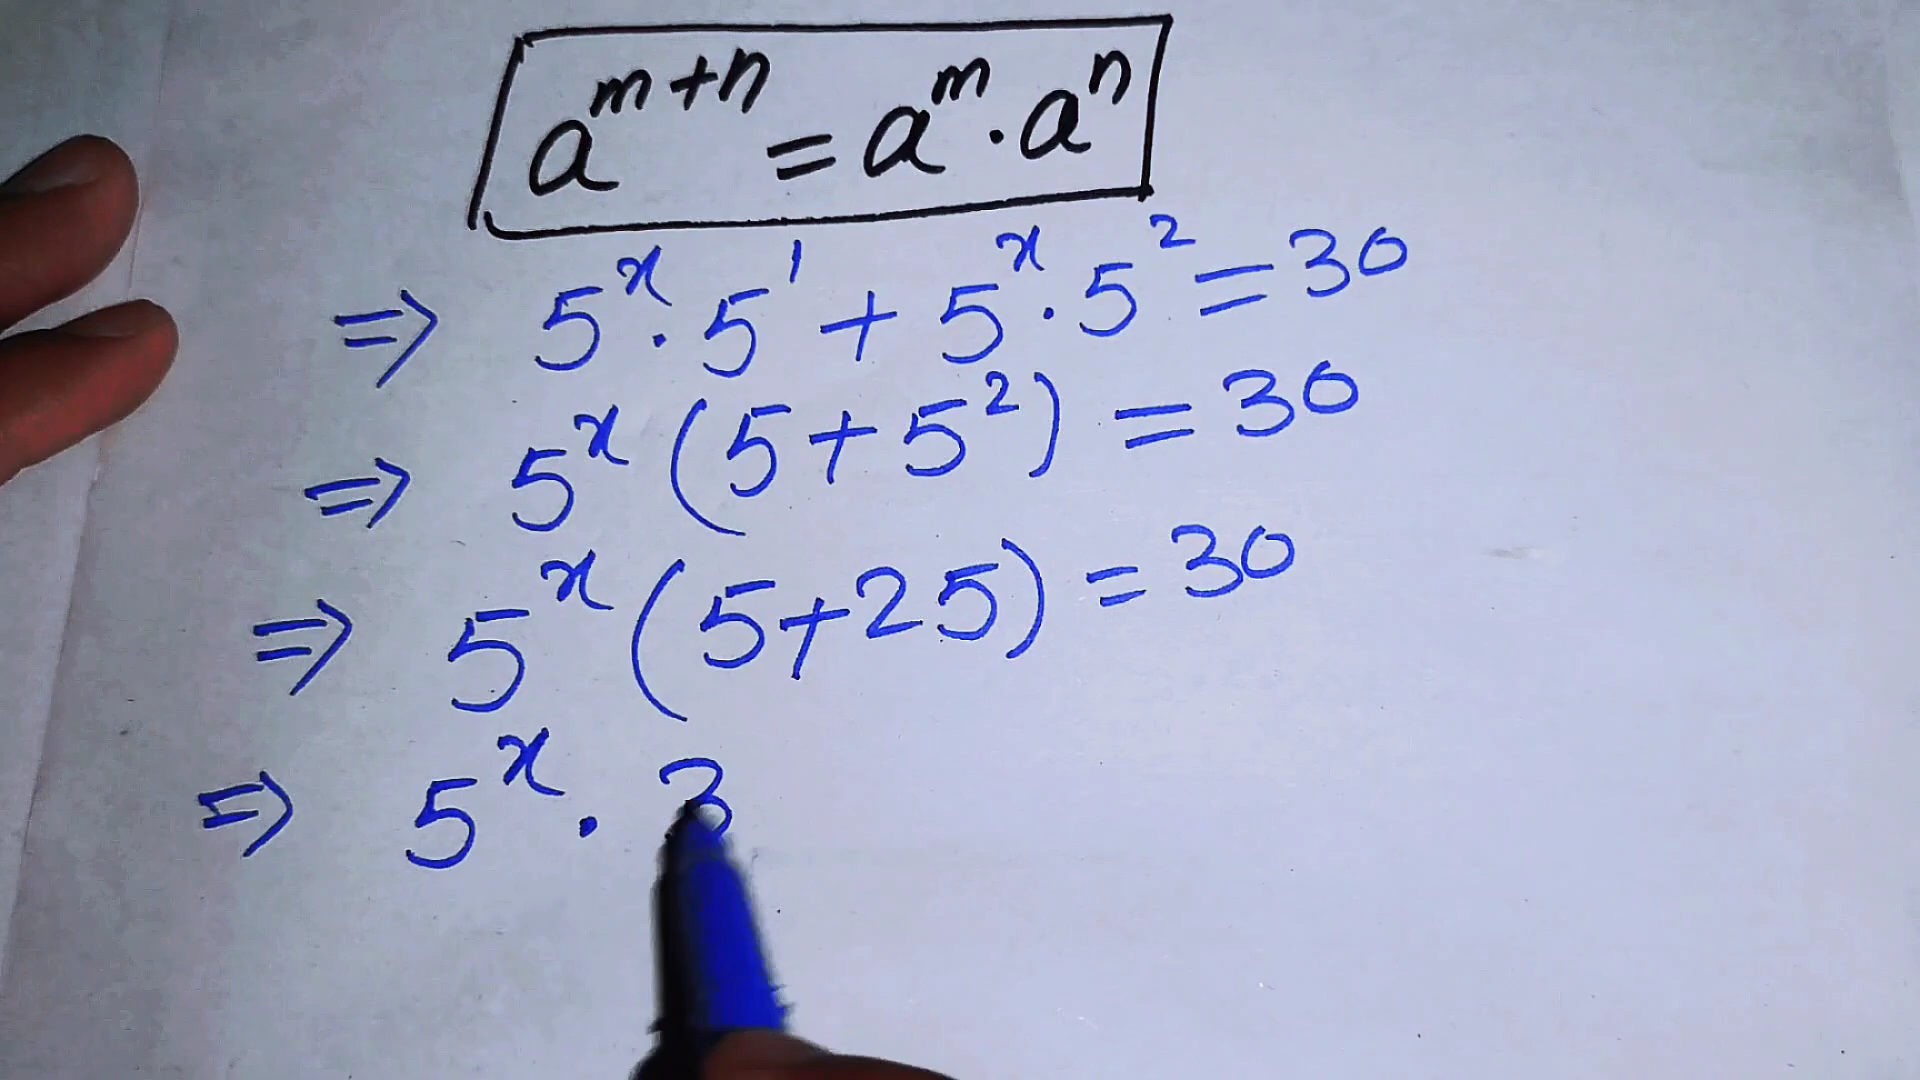 a^{m+n} = a^m · a^n
⇒ 5^x · 5^1 + 5^x · 5^2 = 30
⇒ 5^x (5 + 5^2) = 30
⇒ 5^x (5 + 25) = 30
⇒ 5^x · 3